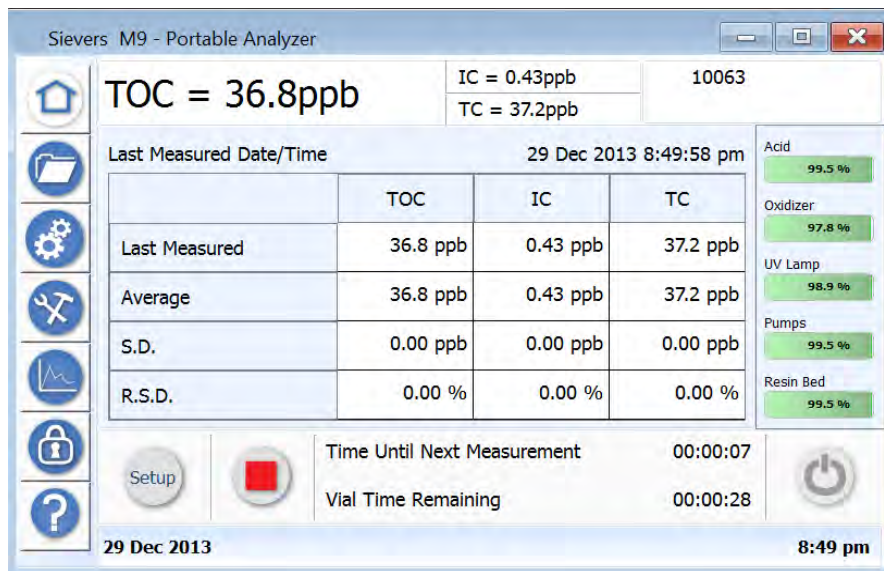 Sievers M9 - Portable Analyzer
TOC = 36.8ppb
IC = 0.43ppb
TC = 37.2ppb
10063
Last Measured Date/Time 29 Dec 2013 8:49:58 pm
TOC IC TC
Last Measured 36.8 ppb 0.43 ppb 37.2 ppb
Average 36.8 ppb 0.43 ppb 37.2 ppb
S.D. 0.00 ppb 0.00 ppb 0.00 ppb
R.S.D. 0.00 % 0.00 % 0.00 %
Acid
99.5 %
Oxidizer
97.8 %
UV Lamp
98.9 %
Pumps
99.5 %
Resin Bed
99.5 %
Setup
Time Until Next Measurement 00:00:07
Vial Time Remaining 00:00:28
?
29 Dec 2013 8:49 pm